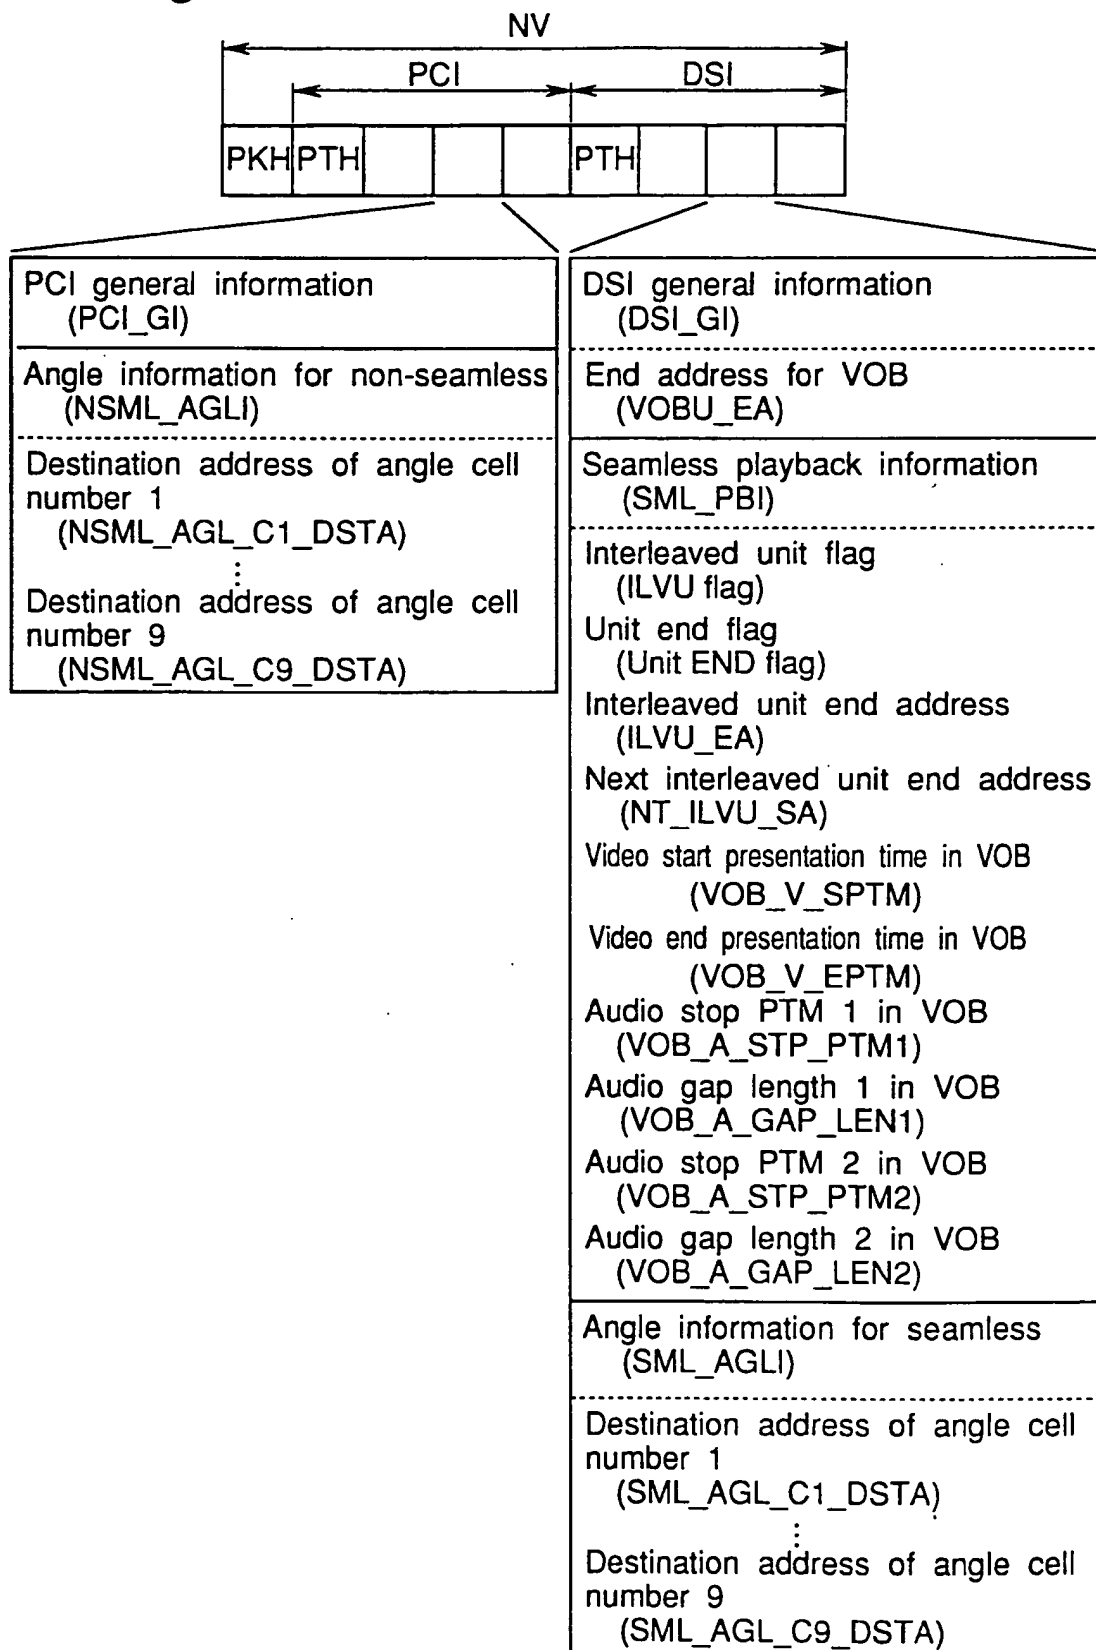 NV
PCI DSI
PKH PTH PTH
PCI general information
(PCI_GI)
Angle information for non-seamless
(NSML_AGLI)
Destination address of angle cell
number 1
(NSML_AGL_C1_DSTA)
⋮
Destination address of angle cell
number 9
(NSML_AGL_C9_DSTA)
DSI general information
(DSI_GI)
End address for VOB
(VOBU_EA)
Seamless playback information
(SML_PBI)
Interleaved unit flag
(ILVU flag)
Unit end flag
(Unit END flag)
Interleaved unit end address
(ILVU_EA)
Next interleaved unit end address
(NT_ILVU_SA)
Video start presentation time in VOB
(VOB_V_SPTM)
Video end presentation time in VOB
(VOB_V_EPTM)
Audio stop PTM 1 in VOB
(VOB_A_STP_PTM1)
Audio gap length 1 in VOB
(VOB_A_GAP_LEN1)
Audio stop PTM 2 in VOB
(VOB_A_STP_PTM2)
Audio gap length 2 in VOB
(VOB_A_GAP_LEN2)
Angle information for seamless
(SML_AGLI)
Destination address of angle cell
number 1
(SML_AGL_C1_DSTA)
⋮
Destination address of angle cell
number 9
(SML_AGL_C9_DSTA)